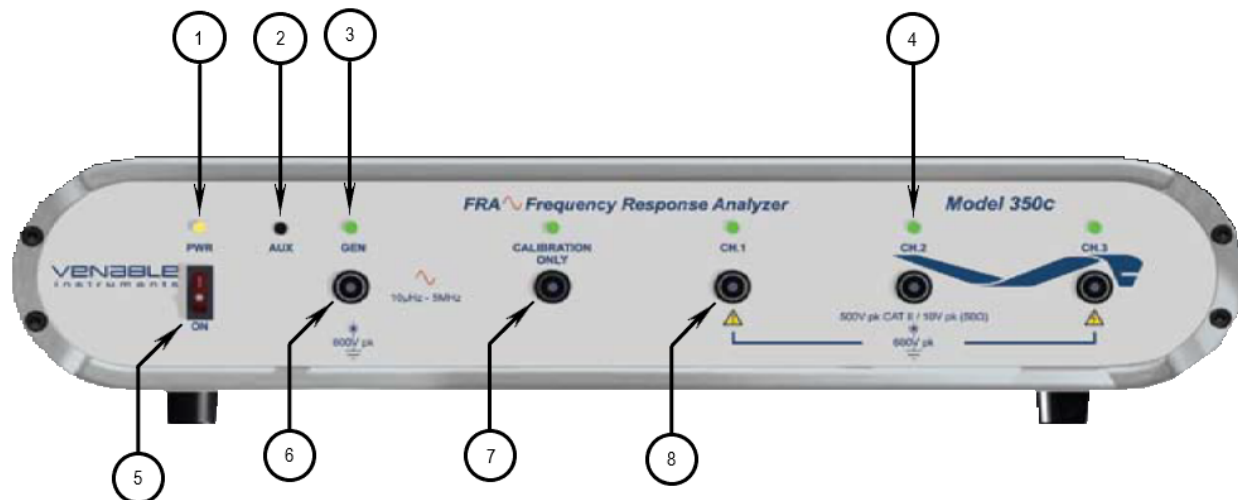 1
2
3
4
FRA Frequency Response Analyzer
Model 350c
PWR
AUX
GEN
CALIBRATION
ONLY
CH.1
CH.2
CH.3
VENABLE
instruments
ON
10µHz - 5MHz
600V pk
500V pk CAT II / 10V pk (50Ω)
600V pk
5
6
7
8